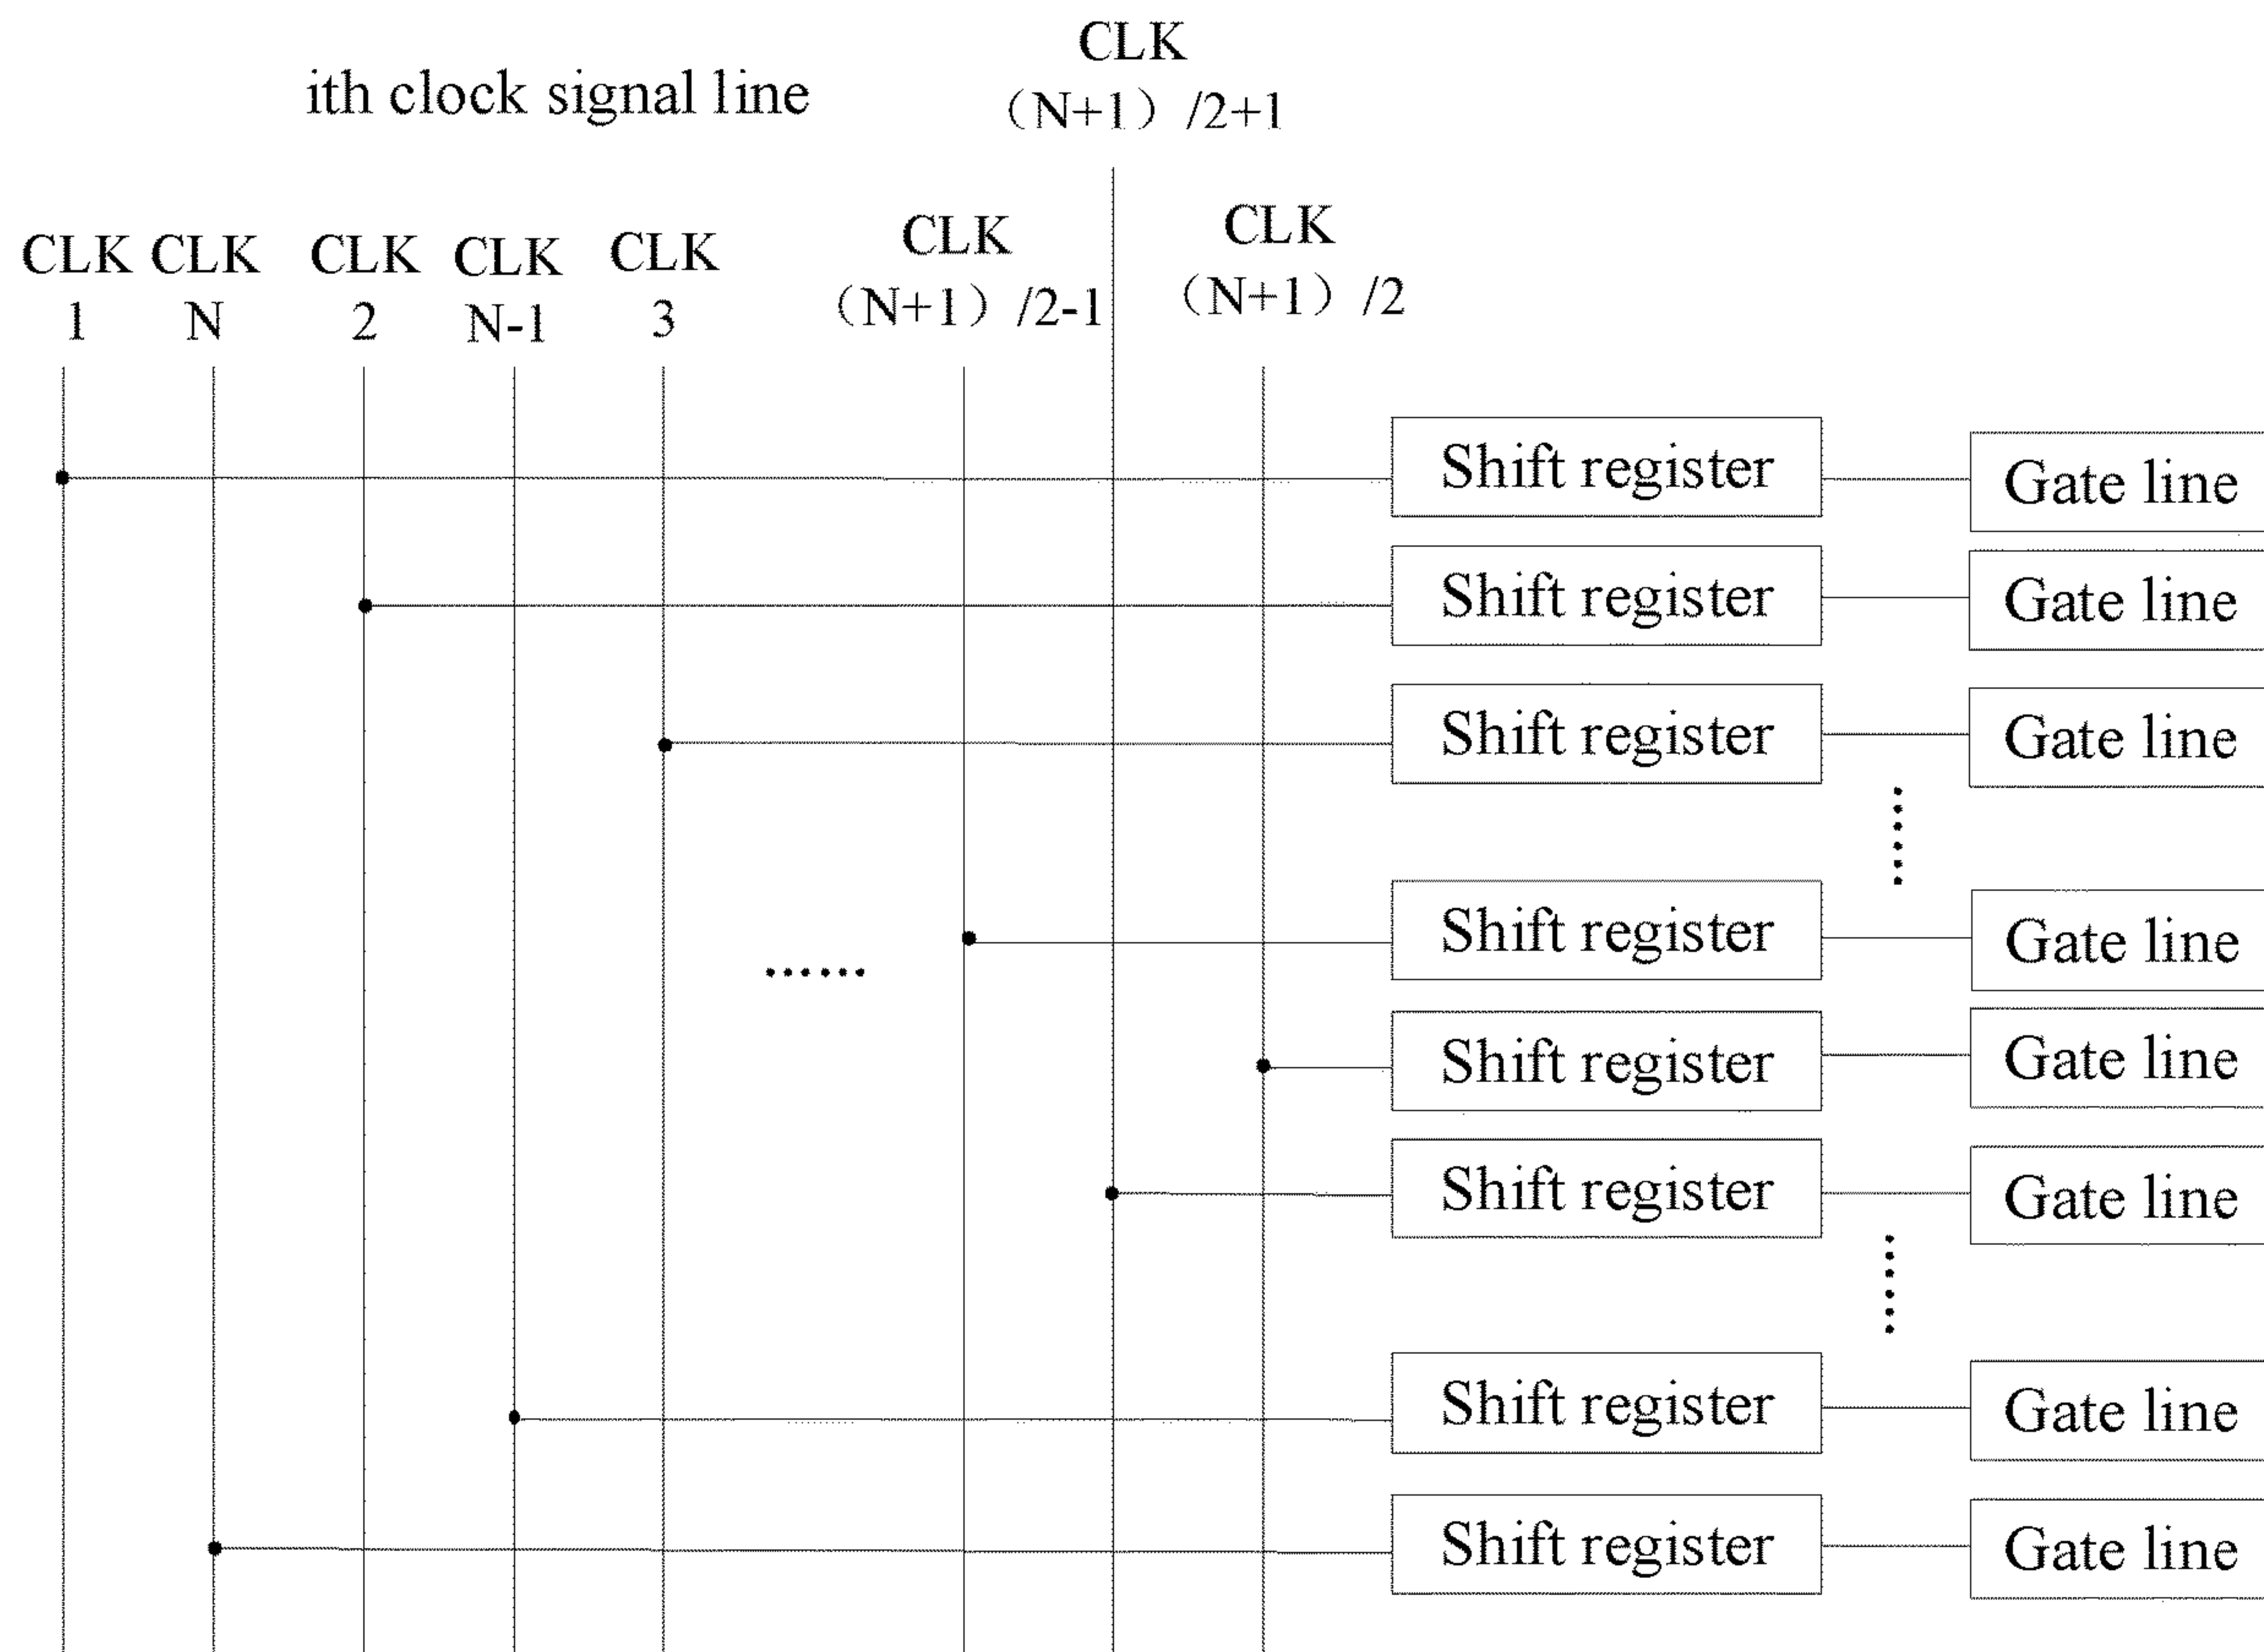 ith clock signal line
CLK
（N+1）/2+1
CLK
1
CLK
N
CLK
2
CLK
N-1
CLK
3
CLK
（N+1）/2-1
CLK
（N+1）/2
Shift register
Gate line
Shift register
Gate line
Shift register
Gate line
Shift register
Gate line
Shift register
Gate line
Shift register
Gate line
Shift register
Gate line
Shift register
Gate line